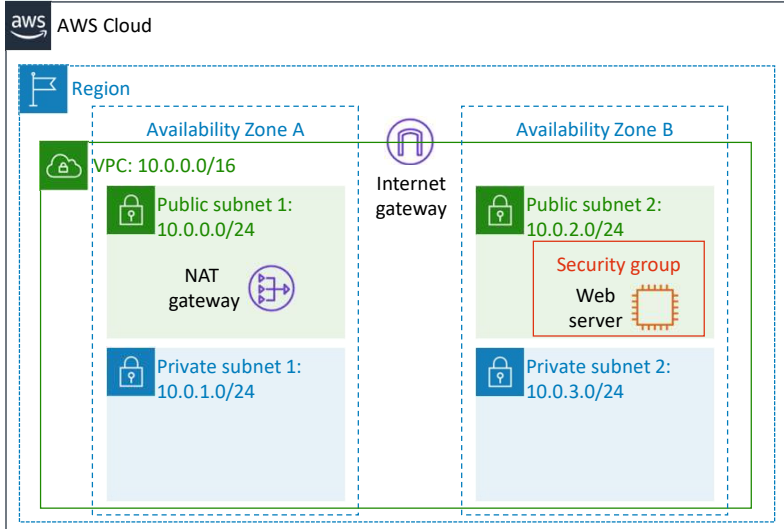 aws
AWS Cloud
Region
Availability Zone A
Availability Zone B
VPC: 10.0.0.0/16
Internet
gateway
Public subnet 1:
10.0.0.0/24
Public subnet 2:
10.0.2.0/24
NAT
gateway
Security group
Web
server
Private subnet 1:
10.0.1.0/24
Private subnet 2:
10.0.3.0/24